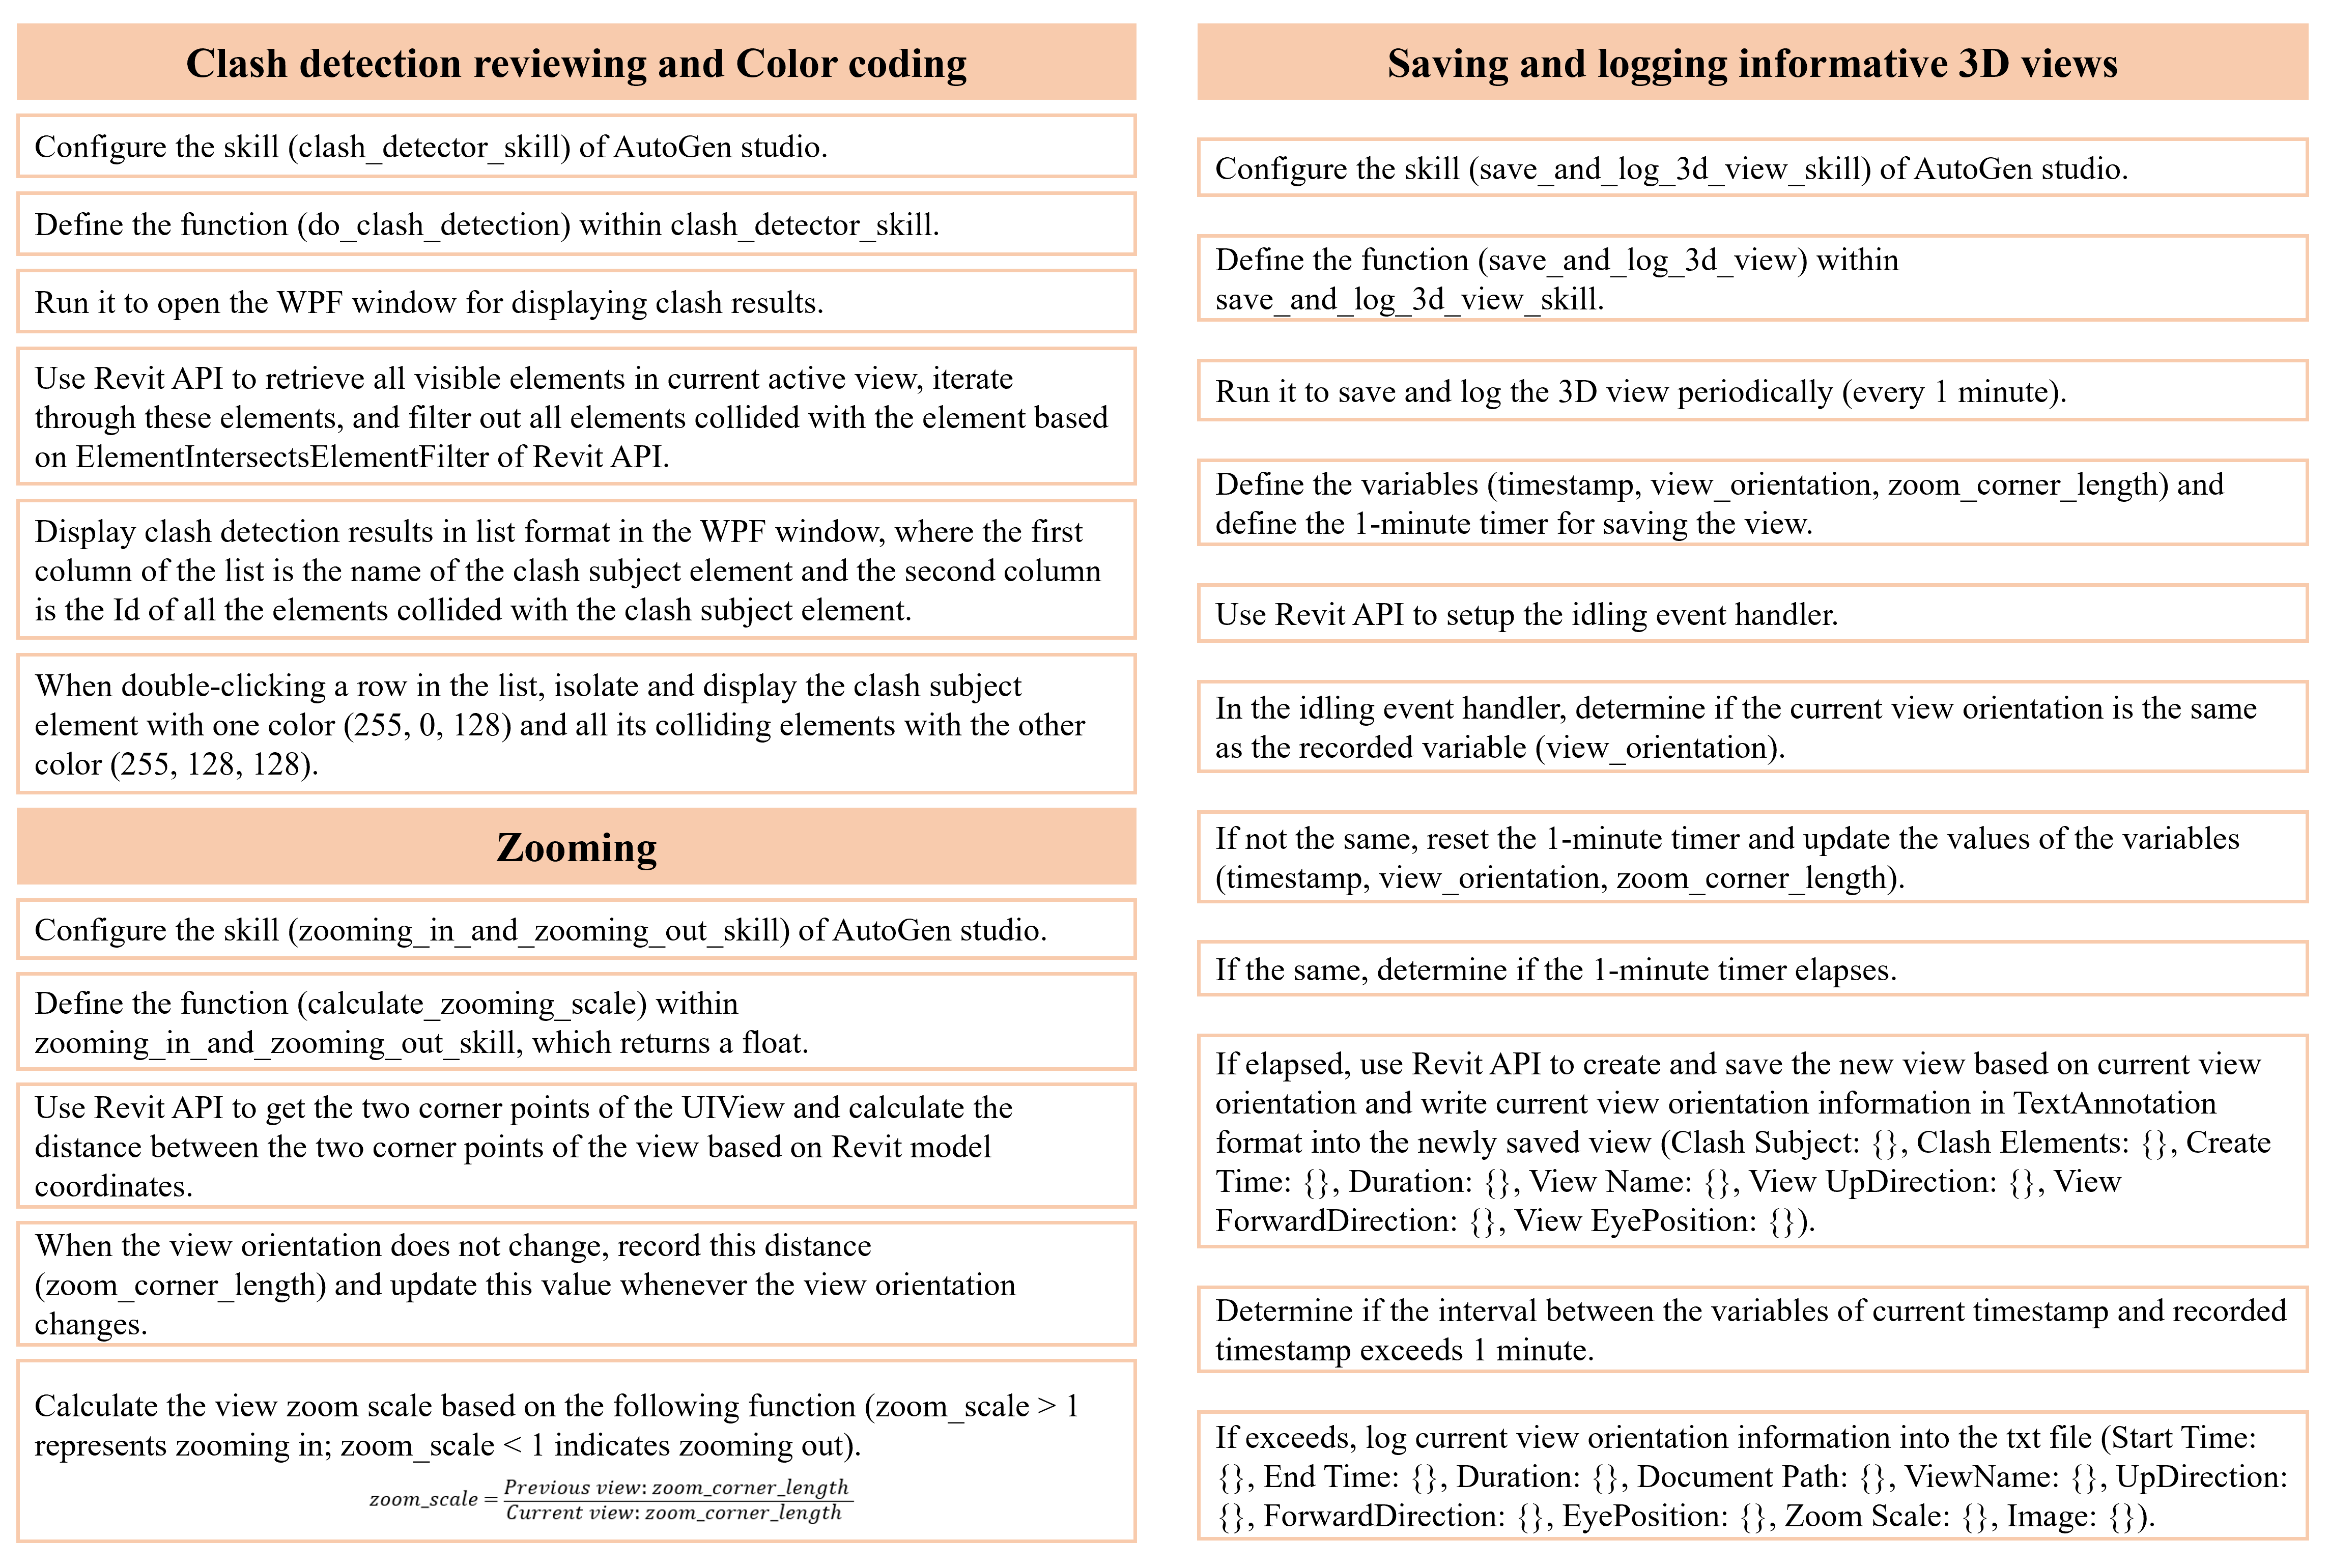 Clash detection reviewing and Color coding
Configure the skill (clash_detector_skill) of AutoGen studio.
Define the function (do_clash_detection) within clash_detector_skill.
Run it to open the WPF window for displaying clash results.
Use Revit API to retrieve all visible elements in current active view, iterate
through these elements, and filter out all elements collided with the element based
on ElementIntersectsElementFilter of Revit API.
Display clash detection results in list format in the WPF window, where the first
column of the list is the name of the clash subject element and the second column
is the Id of all the elements collided with the clash subject element.
When double-clicking a row in the list, isolate and display the clash subject
element with one color (255, 0, 128) and all its colliding elements with the other
color (255, 128, 128).
Zooming
Configure the skill (zooming_in_and_zooming_out_skill) of AutoGen studio.
Define the function (calculate_zooming_scale) within
zooming_in_and_zooming_out_skill, which returns a float.
Use Revit API to get the two corner points of the UIView and calculate the
distance between the two corner points of the view based on Revit model
coordinates.
When the view orientation does not change, record this distance
(zoom_corner_length) and update this value whenever the view orientation
changes.
Calculate the view zoom scale based on the following function (zoom_scale > 1
represents zooming in; zoom_scale < 1 indicates zooming out).
zoom_scale = Previous view: zoom_corner_length
Current view: zoom_corner_length
Saving and logging informative 3D views
Configure the skill (save_and_log_3d_view_skill) of AutoGen studio.
Define the function (save_and_log_3d_view) within
save_and_log_3d_view_skill.
Run it to save and log the 3D view periodically (every 1 minute).
Define the variables (timestamp, view_orientation, zoom_corner_length) and
define the 1-minute timer for saving the view.
Use Revit API to setup the idling event handler.
In the idling event handler, determine if the current view orientation is the same
as the recorded variable (view_orientation).
If not the same, reset the 1-minute timer and update the values of the variables
(timestamp, view_orientation, zoom_corner_length).
If the same, determine if the 1-minute timer elapses.
If elapsed, use Revit API to create and save the new view based on current view
orientation and write current view orientation information in TextAnnotation
format into the newly saved view (Clash Subject: {}, Clash Elements: {}, Create
Time: {}, Duration: {}, View Name: {}, View UpDirection: {}, View
ForwardDirection: {}, View EyePosition: {}).
Determine if the interval between the variables of current timestamp and recorded
timestamp exceeds 1 minute.
If exceeds, log current view orientation information into the txt file (Start Time:
{}, End Time: {}, Duration: {}, Document Path: {}, ViewName: {}, UpDirection:
{}, ForwardDirection: {}, EyePosition: {}, Zoom Scale: {}, Image: {}).